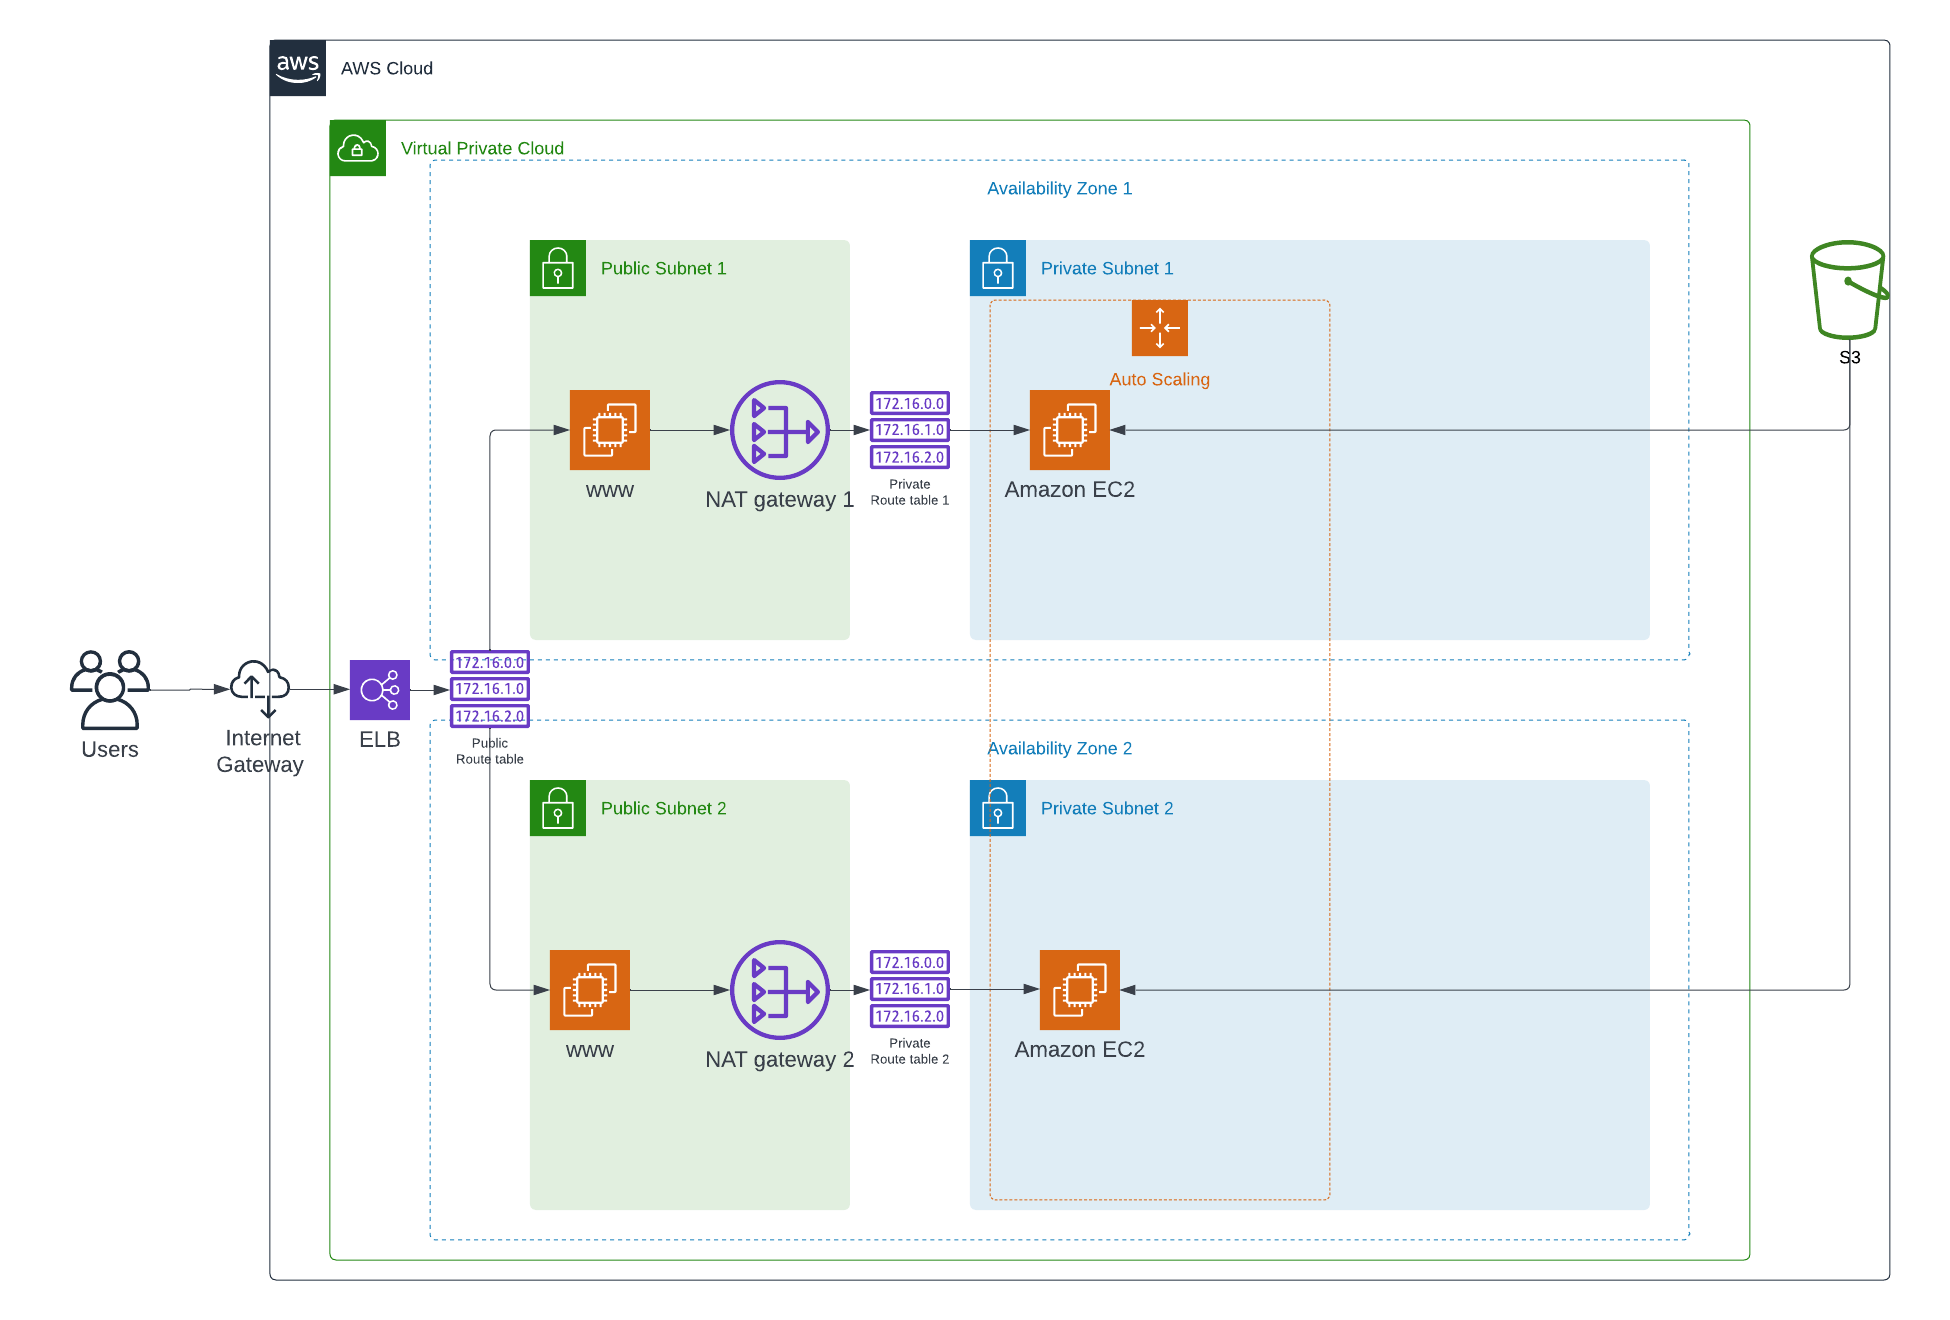 aws
AWS Cloud
Virtual Private Cloud
Availability Zone 1
Public Subnet 1
Private Subnet 1
S3
Auto Scaling
172.16.0.0
172.16.1.0
172.16.2.0
www
NAT gateway 1
Private
Route table 1
Amazon EC2
Users
Internet
Gateway
ELB
172.16.0.0
172.16.1.0
172.16.2.0
Public
Route table
Availability Zone 2
Public Subnet 2
Private Subnet 2
172.16.0.0
172.16.1.0
172.16.2.0
www
NAT gateway 2
Private
Route table 2
Amazon EC2